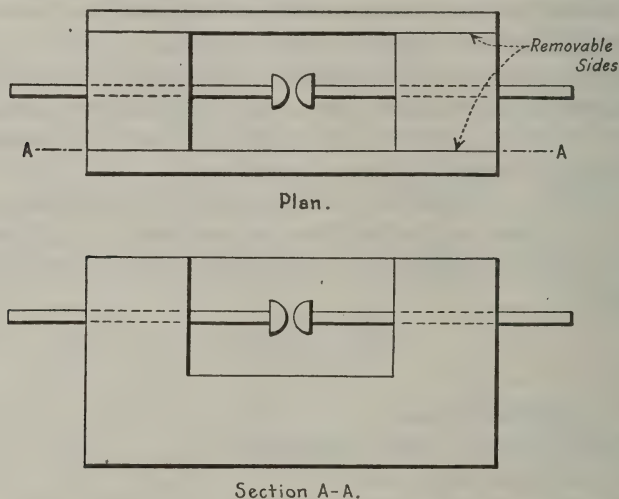 Removable
Sides
A
A
Plan.
Section A-A.